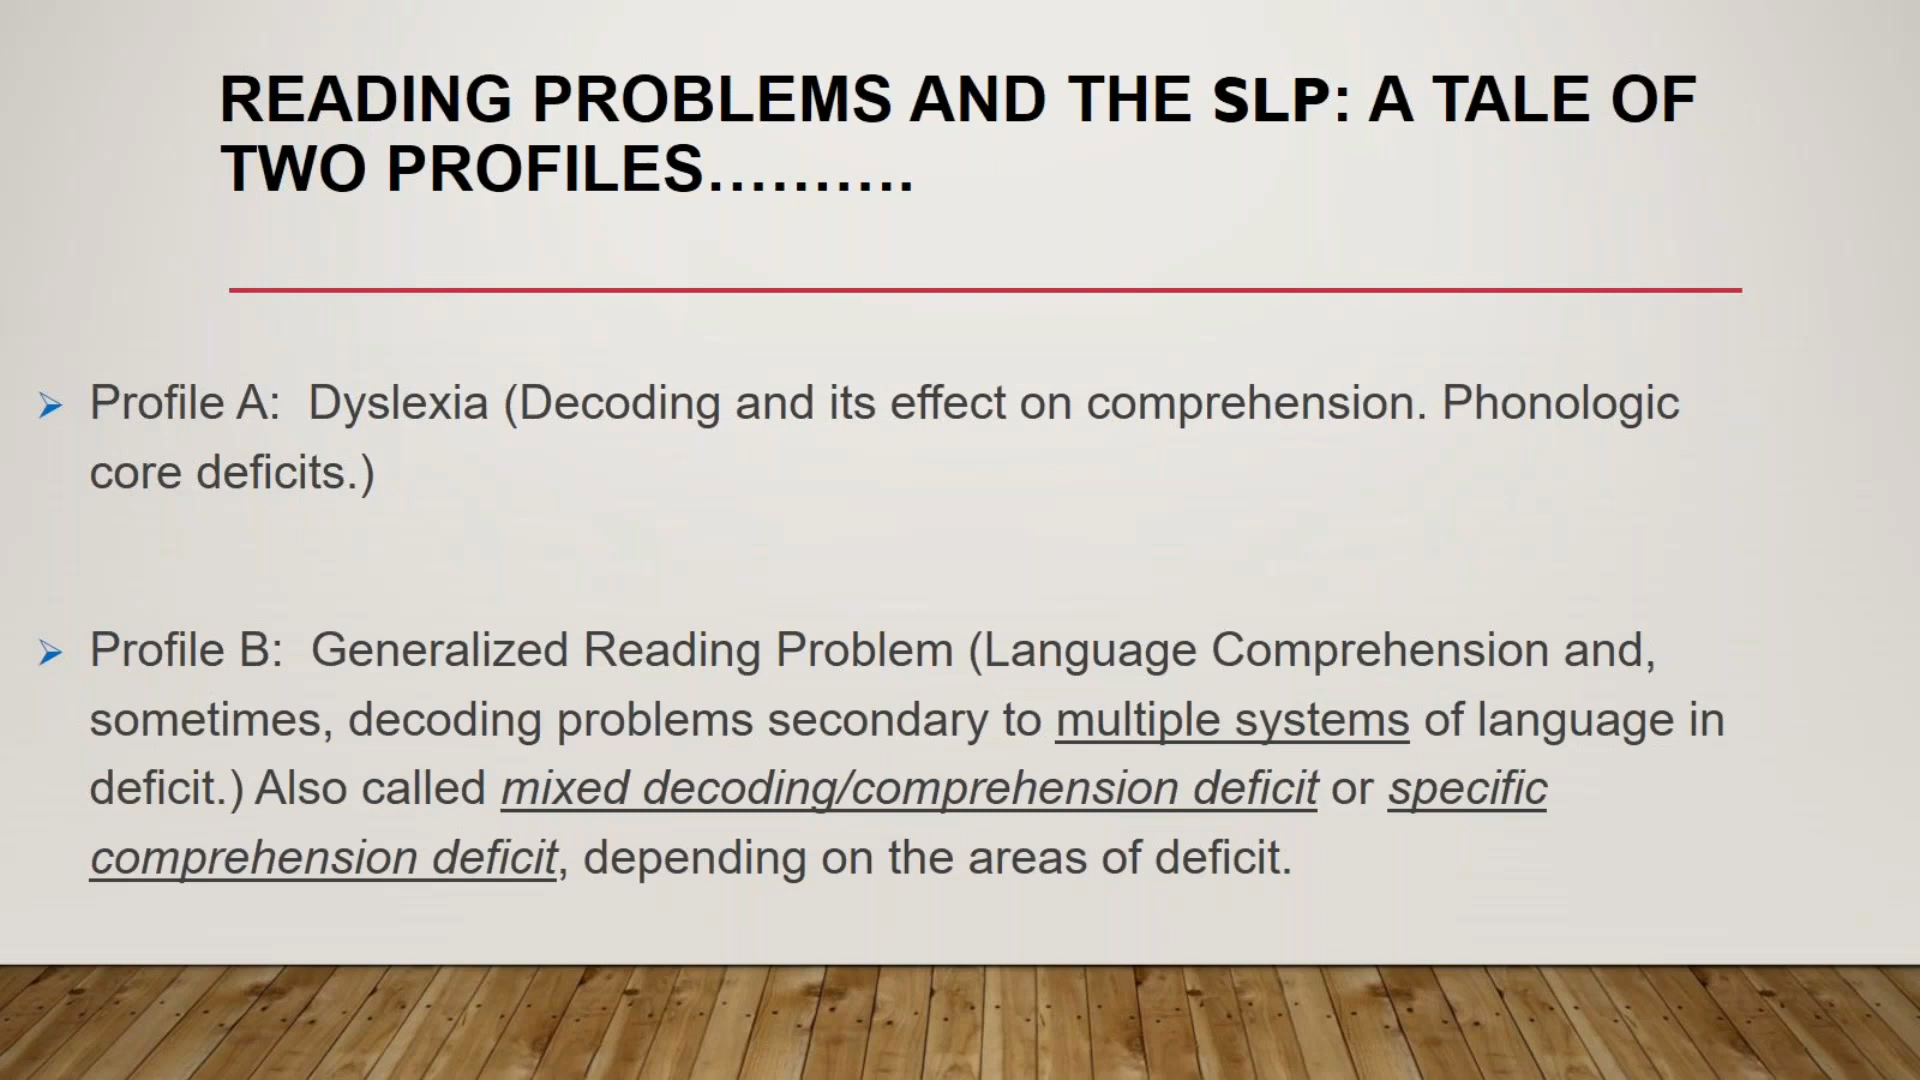 READING PROBLEMS AND THE SLP: A TALE OF
TWO PROFILES……….
Profile A:  Dyslexia (Decoding and its effect on comprehension. Phonologic
core deficits.)
Profile B:  Generalized Reading Problem (Language Comprehension and,
sometimes, decoding problems secondary to multiple systems of language in
deficit.) Also called mixed decoding/comprehension deficit or specific
comprehension deficit, depending on the areas of deficit.